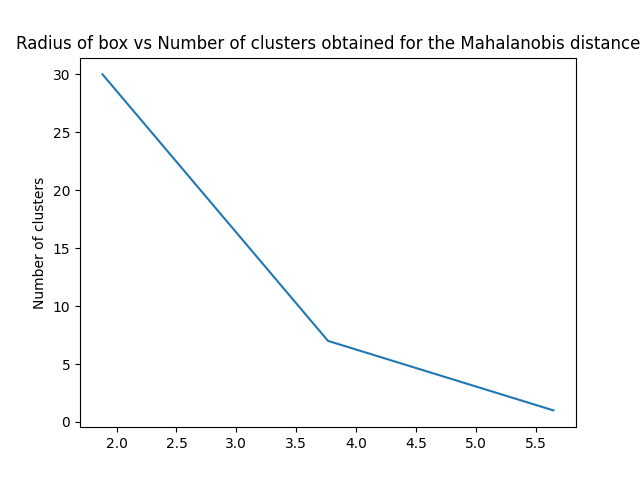 Radius of box vs Number of clusters obtained for the Mahalanobis distance
30
25
20
15
10
5
0
Number of clusters
2.0 2.5 3.0 3.5 4.0 4.5 5.0 5.5